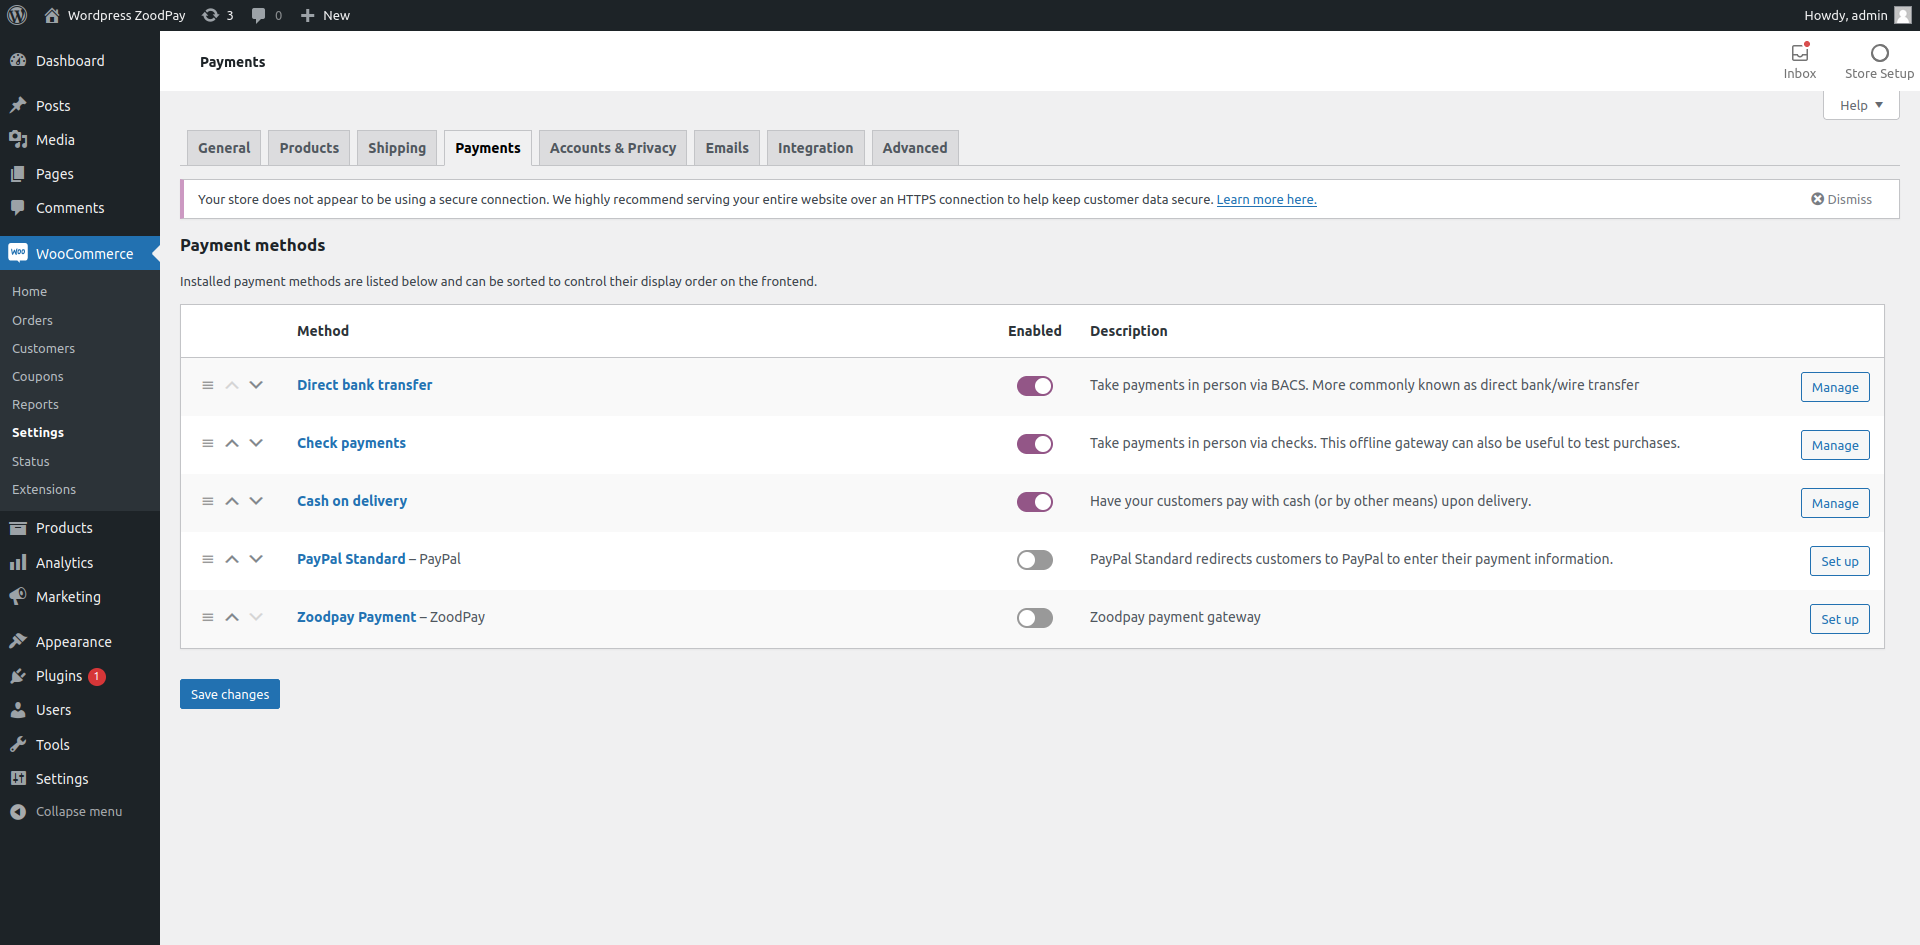 Wordpress ZoodPay 3 0 New Howdy, admin
Dashboard
Posts
Media
Pages
Comments
Woo WooCommerce
Home
Orders
Customers
Coupons
Reports
Settings
Status
Extensions
Products
Analytics
Marketing
Appearance
Plugins 1
Users
Tools
Settings
Collapse menu
Payments
Inbox Store Setup
Help
General Products Shipping Payments Accounts & Privacy Emails Integration Advanced
Your store does not appear to be using a secure connection. We highly recommend serving your entire website over an HTTPS connection to help keep customer data secure. Learn more here. Dismiss
Payment methods
Installed payment methods are listed below and can be sorted to control their display order on the frontend.
Method Enabled Description
Direct bank transfer Take payments in person via BACS. More commonly known as direct bank/wire transfer Manage
Check payments Take payments in person via checks. This offline gateway can also be useful to test purchases. Manage
Cash on delivery Have your customers pay with cash (or by other means) upon delivery. Manage
PayPal Standard – PayPal PayPal Standard redirects customers to PayPal to enter their payment information. Set up
Zoodpay Payment – ZoodPay Zoodpay payment gateway Set up
Save changes